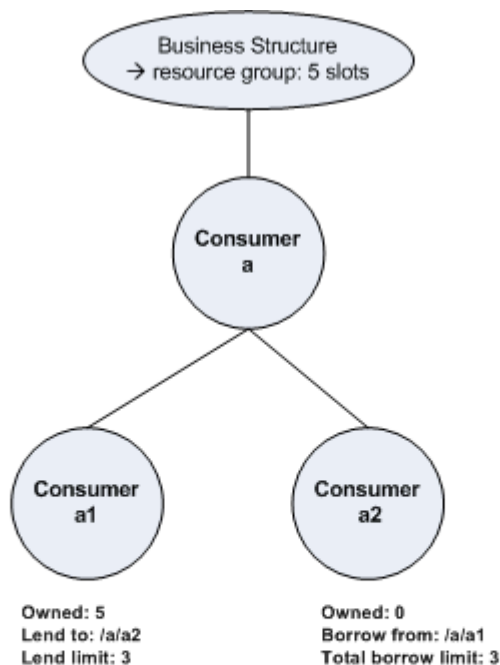 Business Structure
→ resource group: 5 slots
Consumer
a
Consumer
a1
Consumer
a2
Owned: 5
Lend to: /a/a2
Lend limit: 3
Owned: 0
Borrow from: /a/a1
Total borrow limit: 3